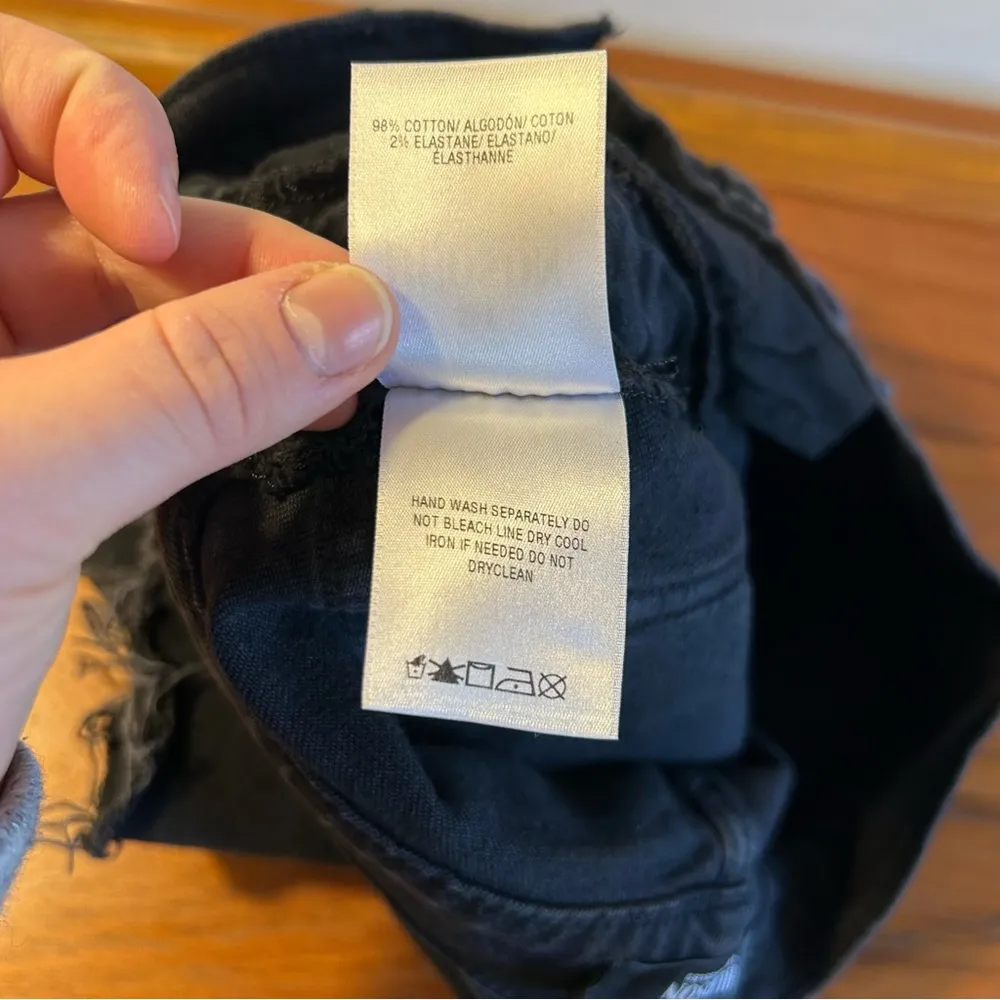 98% COTTON/ ALGODÓN/ COTON
2% ELASTANE/ ELASTANO/
ÉLASTHANNE
HAND WASH SEPARATELY DO
NOT BLEACH LINE DRY COOL
IRON IF NEEDED DO NOT
DRYCLEAN